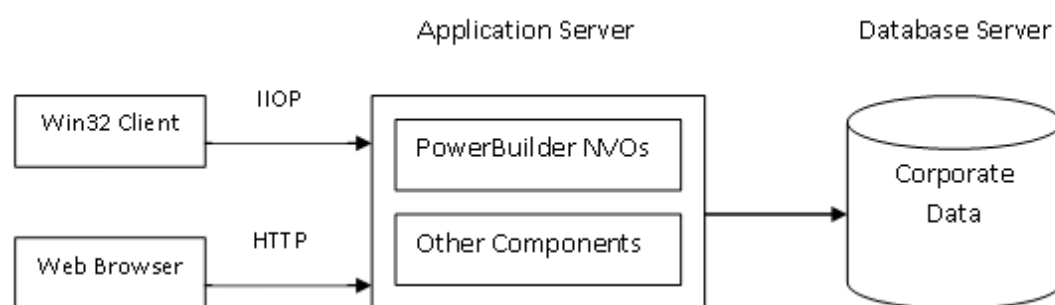 Application Server
Database Server
IIOP
Win32 Client
PowerBuilder NVOs
Corporate
Data
HTTP
Other Components
Web Browser